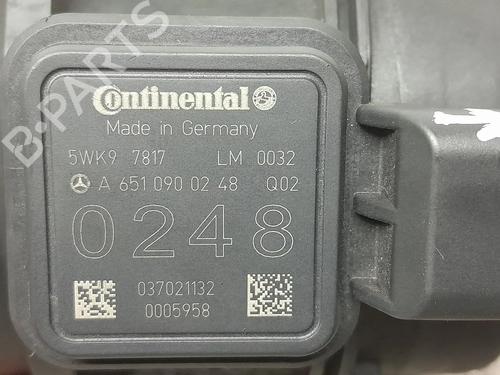 Continental
Made in Germany
5WK9 7817 LM 0032
A 651 090 02 48 Q02
0248
037021132
0005958
B-PARTS